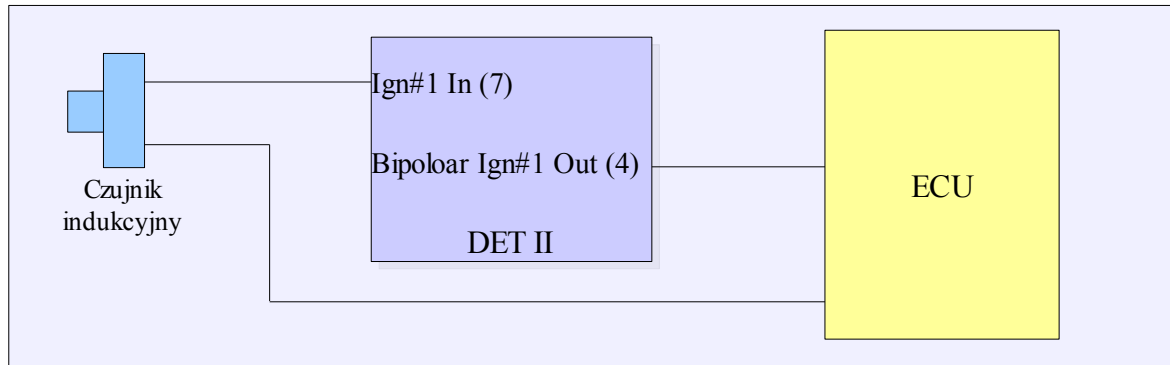 Ign#1 In (7)
Bipoloar Ign#1 Out (4)
DET II
ECU
Czujnik
indukcyjny